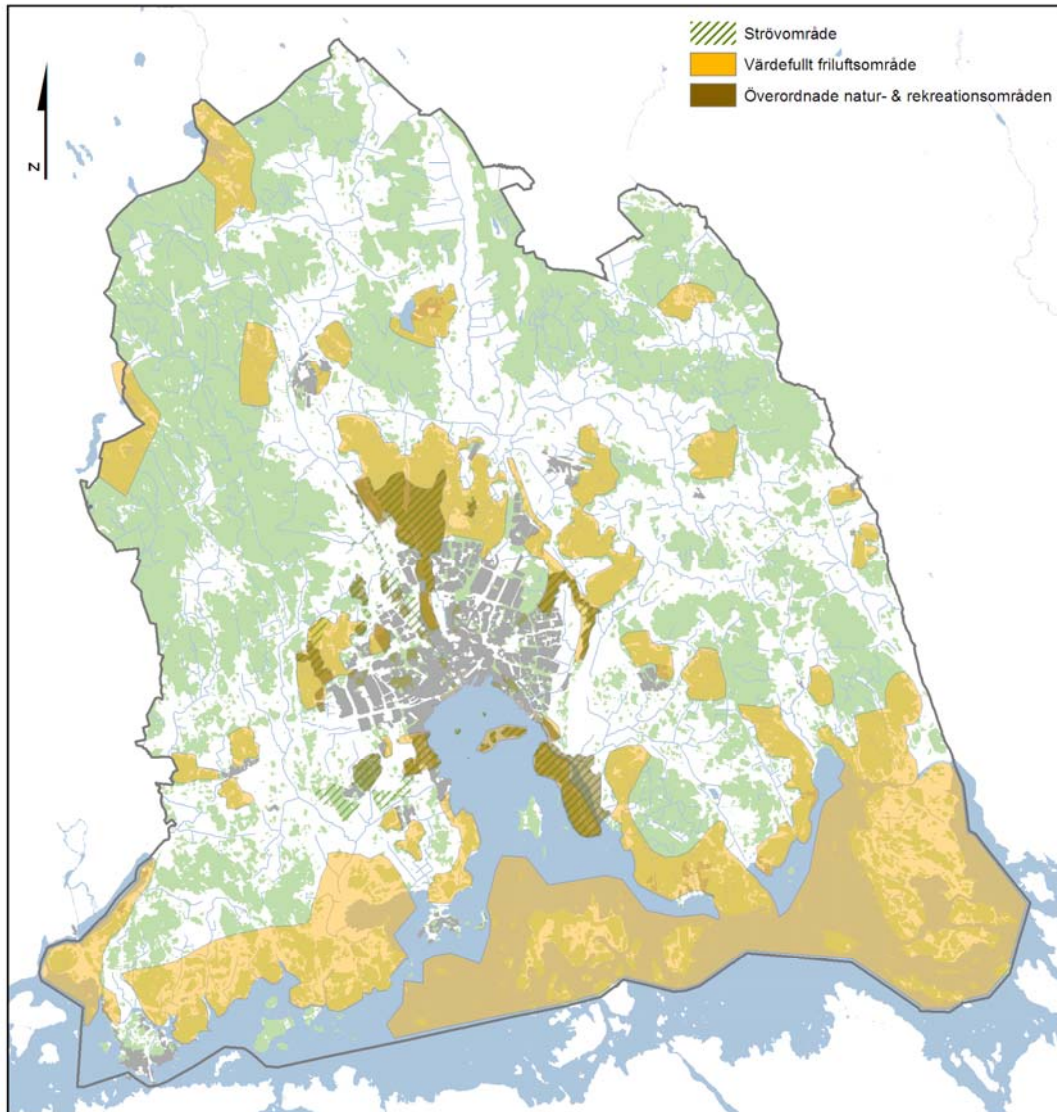 Strövområde
Värdefullt friluftsområde
Överordnade natur- & rekreationsområden
N